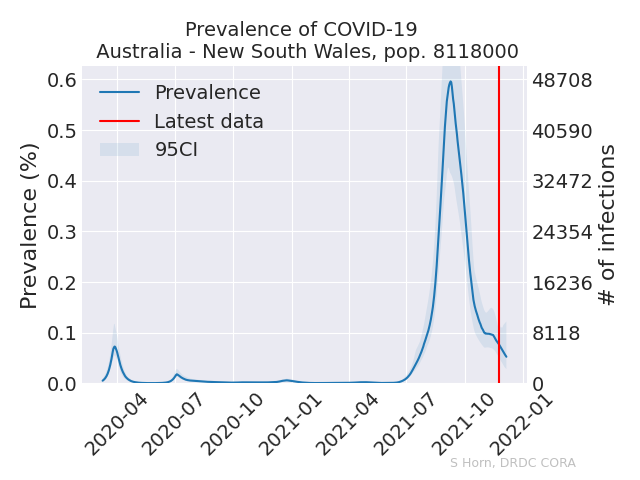 Prevalence of COVID-19
Australia - New South Wales, pop. 8118000
Prevalence
Latest data
95CI
Prevalence (%)
0.6
0.5
0.4
0.3
0.2
0.1
0.0
48708
40590
32472
24354
16236
8118
0
# of infections
2020-04
2020-07
2020-10
2021-01
2021-04
2021-07
2021-10
2022-01
S Horn, DRDC CORA